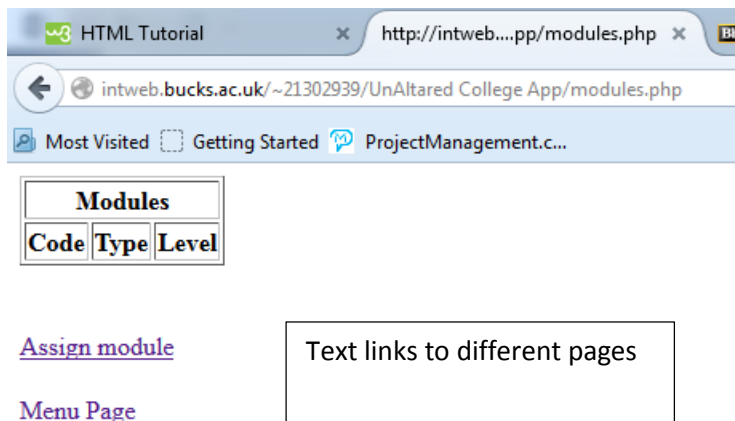 HTML Tutorial
http://intweb....pp/modules.php
intweb.bucks.ac.uk/~21302939/UnAltared College App/modules.php
Most Visited Getting Started ProjectManagement.c...
Modules
Code Type Level
Assign module
Text links to different pages
Menu Page